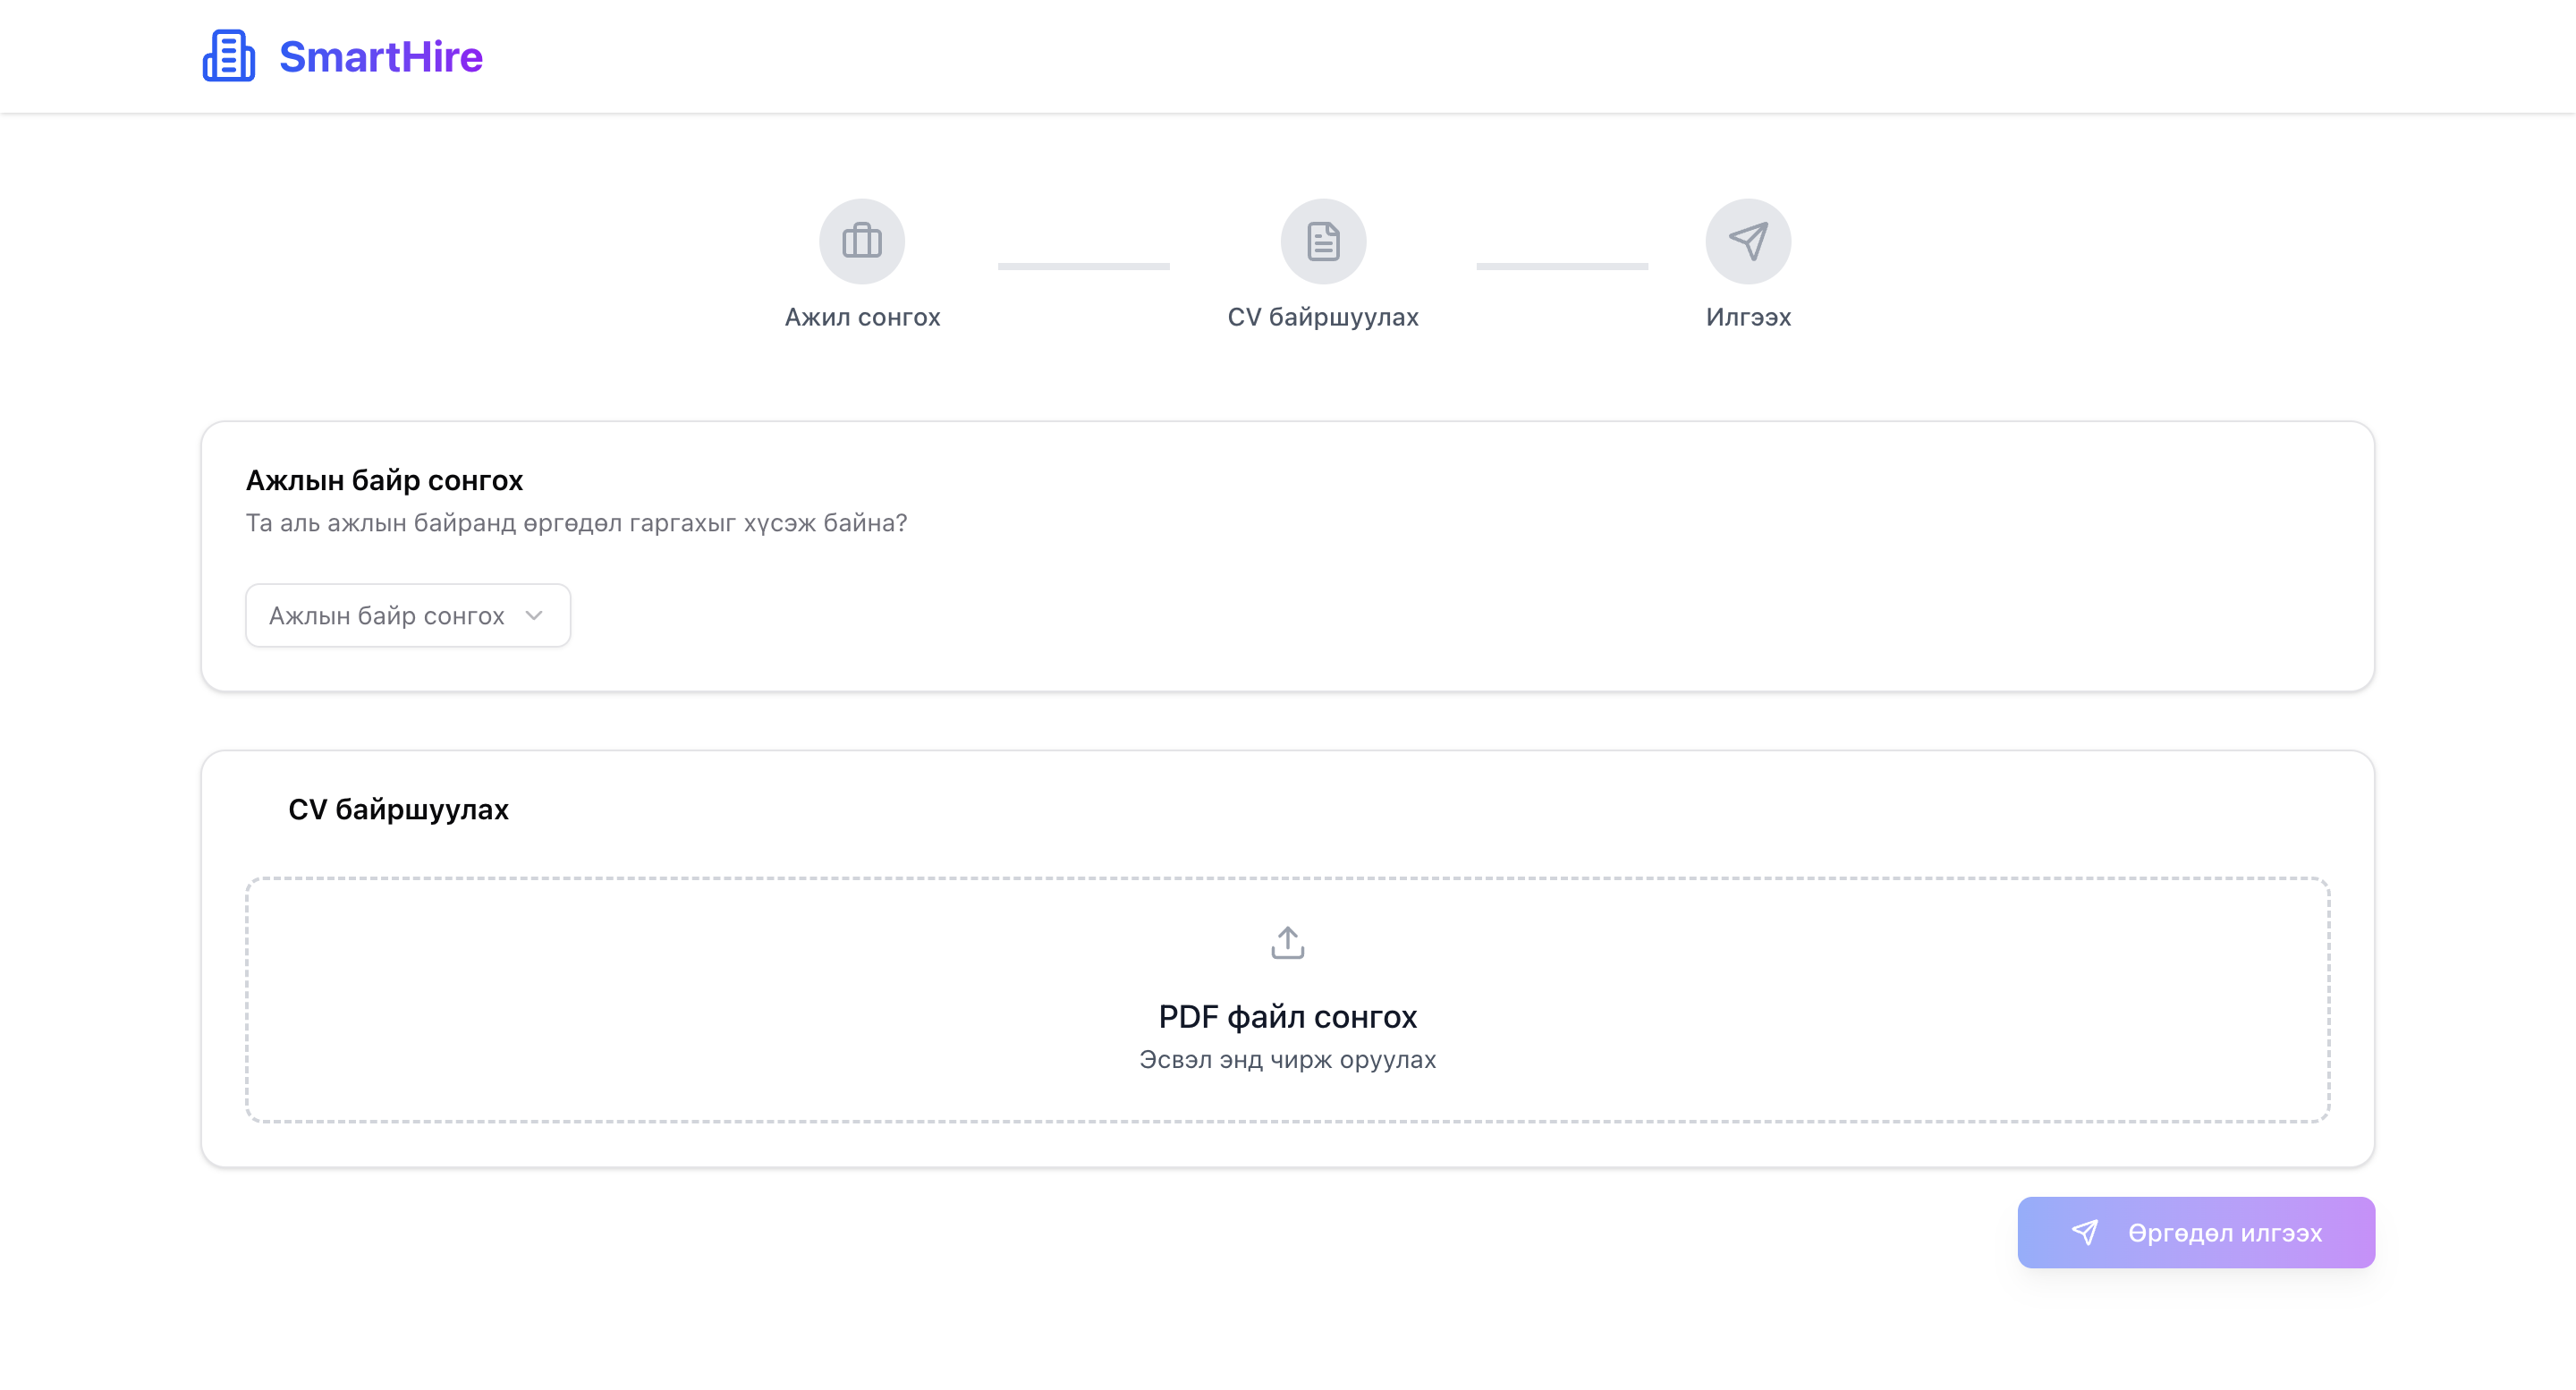 SmartHire
Ажил сонгох
CV байршуулах
Илгээх
Ажлын байр сонгох
Та аль ажлын байранд өргөдөл гаргахыг хүсэж байна?
Ажлын байр сонгох
CV байршуулах
PDF файл сонгох
Эсвэл энд чирж оруулах
Өргөдөл илгээх